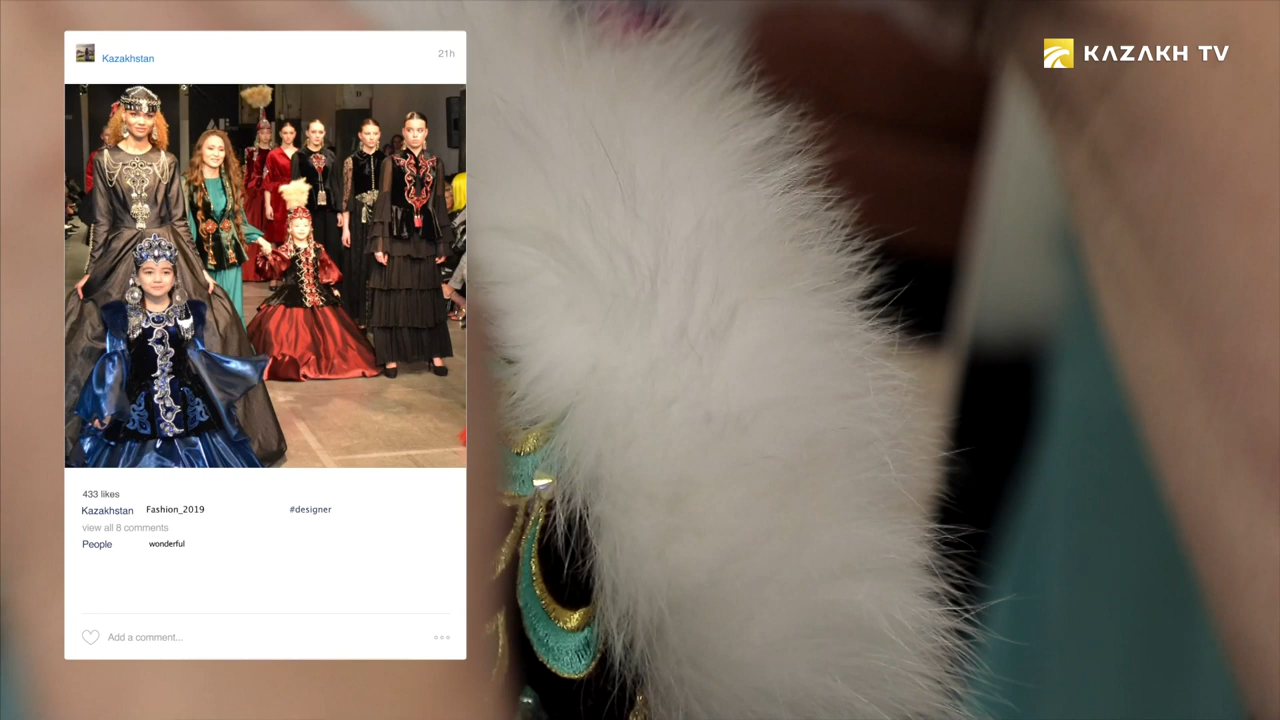 Kazakhstan 21h
KAZAKH TV
433 likes
Kazakhstan Fashion_2019 #designer
view all 8 comments
People wonderful
Add a comment...